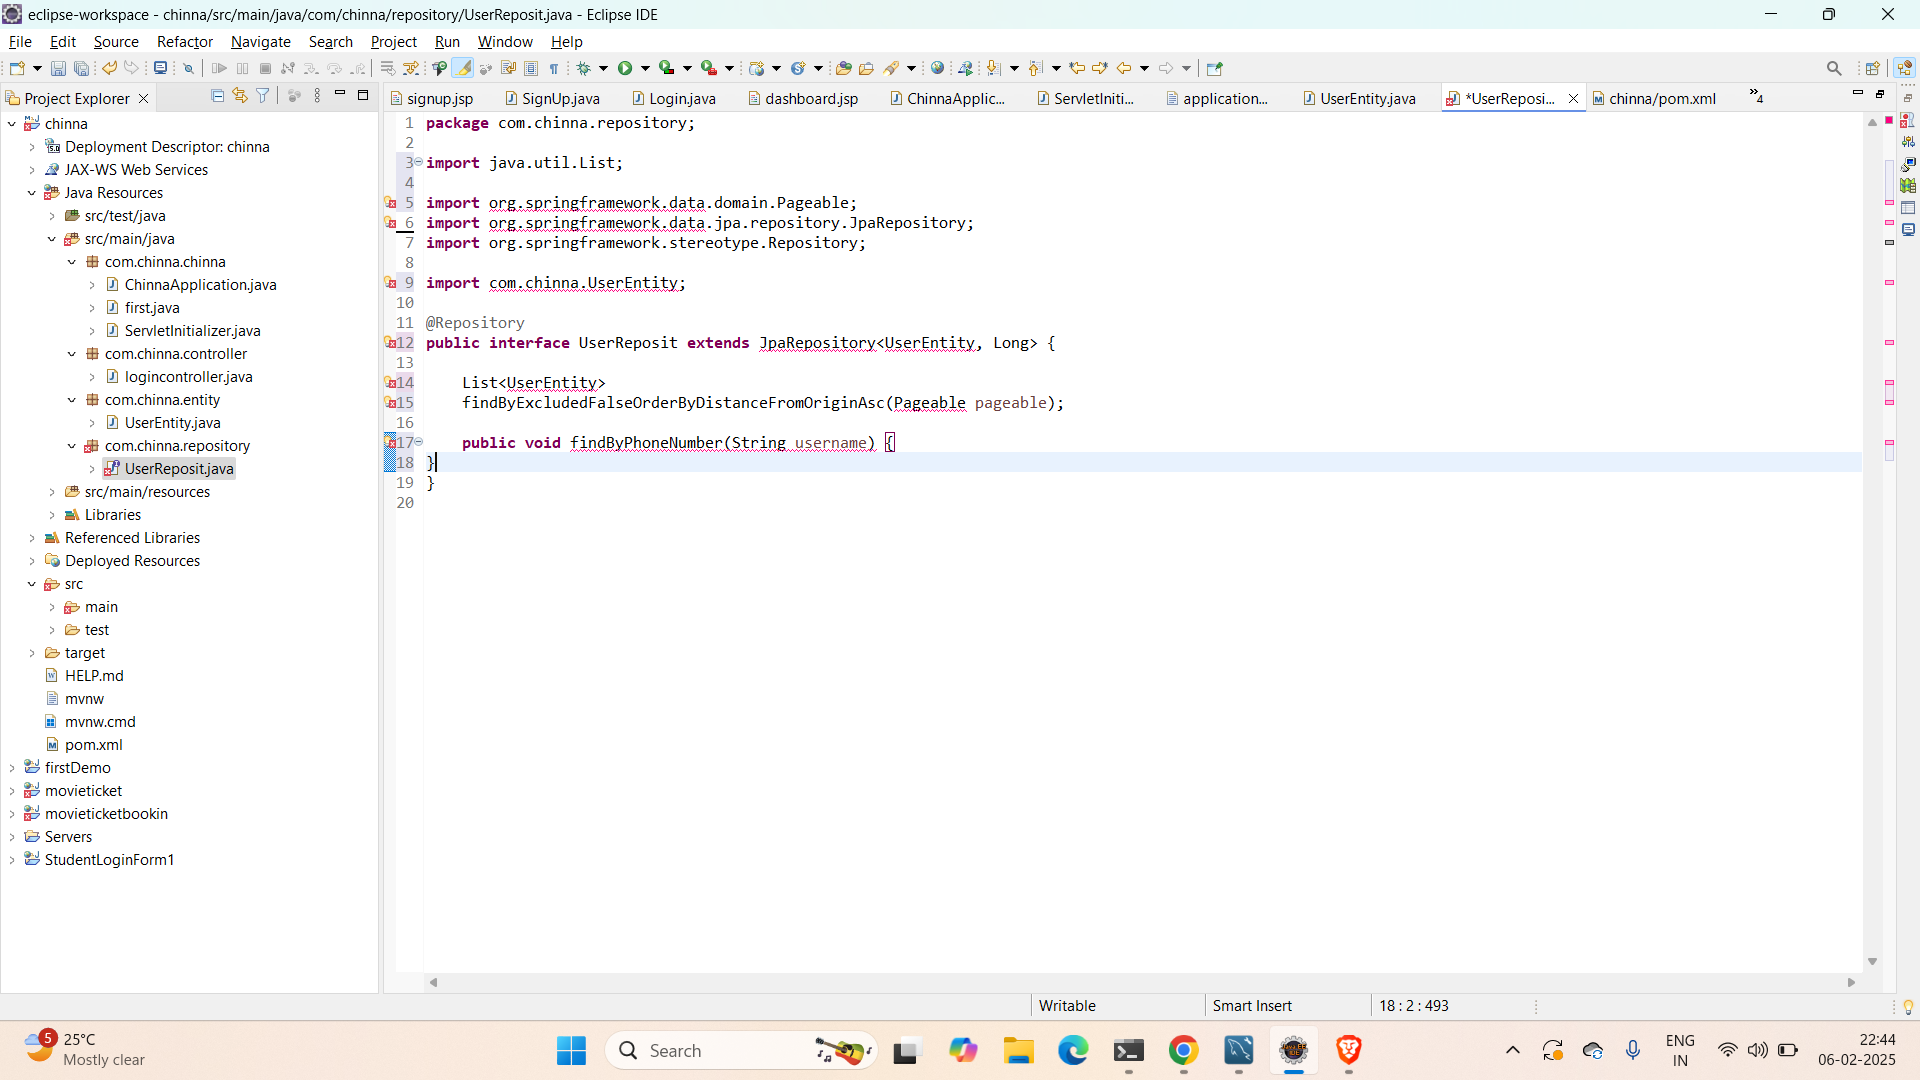 eclipse-workspace - chinna/src/main/java/com/chinna/repository/UserReposit.java - Eclipse IDE
File Edit Source Refactor Navigate Search Project Run Window Help
Project Explorer
signup.jsp SignUp.java Login.java dashboard.jsp ChinnaApplic... ServletIniti... application... UserEntity.java *UserReposi... chinna/pom.xml »4
chinna
Deployment Descriptor: chinna
JAX-WS Web Services
Java Resources
src/test/java
src/main/java
com.chinna.chinna
ChinnaApplication.java
first.java
ServletInitializer.java
com.chinna.controller
logincontroller.java
com.chinna.entity
UserEntity.java
com.chinna.repository
UserReposit.java
src/main/resources
Libraries
Referenced Libraries
Deployed Resources
src
main
test
target
HELP.md
mvnw
mvnw.cmd
pom.xml
firstDemo
movieticket
movieticketbookin
Servers
StudentLoginForm1
1 package com.chinna.repository;
2
3 import java.util.List;
4
5 import org.springframework.data.domain.Pageable;
6 import org.springframework.data.jpa.repository.JpaRepository;
7 import org.springframework.stereotype.Repository;
8
9 import com.chinna.UserEntity;
10
11 @Repository
12 public interface UserReposit extends JpaRepository<UserEntity, Long> {
13
14 List<UserEntity>
15 findByExcludedFalseOrderByDistanceFromOriginAsc(Pageable pageable);
16
17 public void findByPhoneNumber(String username) {
18 }
19 }
20
Writable Smart Insert 18 : 2 : 493
5 25°C
Mostly clear
Search
ENG
IN
22:44
06-02-2025